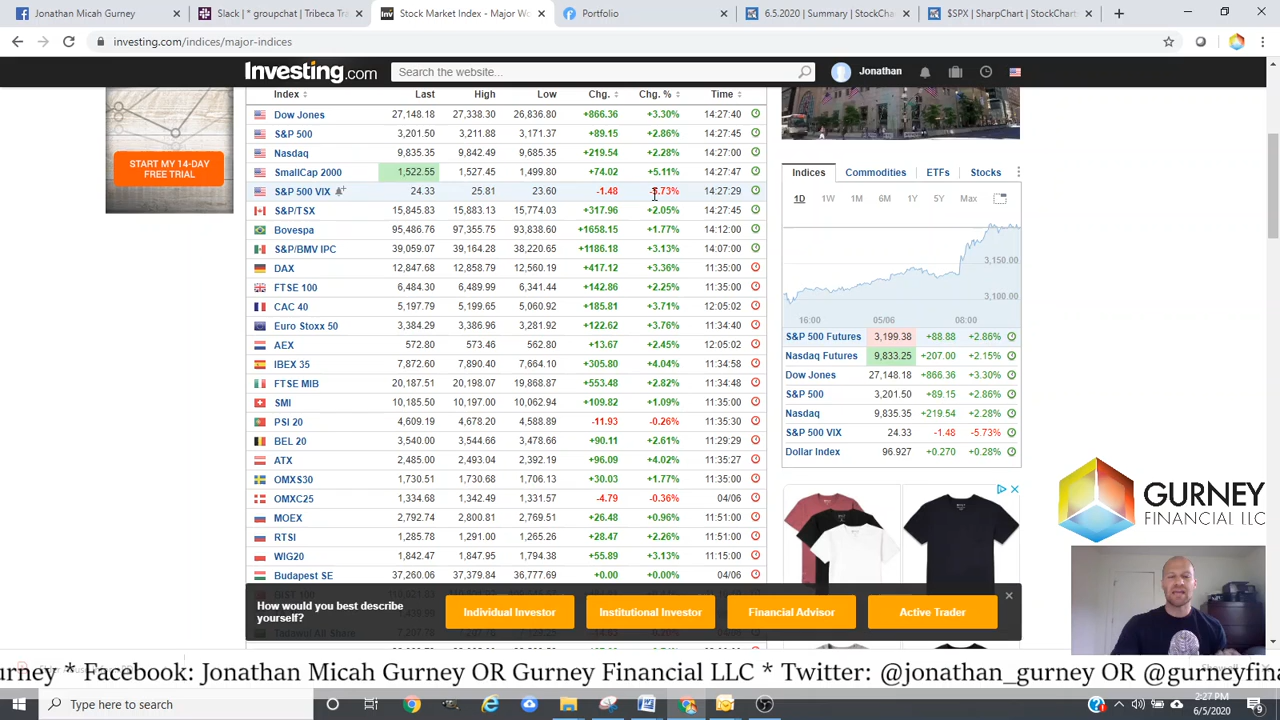 Jonathan Micah Gurney
Slack | * groupchat | Tribeca Tra
Stock Market Index - Major Wo
Portfolio
6.5.2020 | Summary | StockCha
$SPX | SharpChart | StockCharts
investing.com/indices/major-indices
Investing.com
Search the website...
Jonathan
START MY 14-DAY
FREE TRIAL
Index Last High Low Chg. Chg. % Time
Dow Jones 27,148.18 27,338.30 26,836.80 +866.36 +3.30% 14:27:40
S&P 500 3,201.50 3,211.88 3,171.37 +89.15 +2.86% 14:27:45
Nasdaq 9,835.35 9,842.49 9,685.35 +219.54 +2.28% 14:27:00
SmallCap 2000 1,522.55 1,527.45 1,499.80 +74.02 +5.11% 14:27:47
S&P 500 VIX 24.33 25.81 23.60 -1.48 -5.73% 14:27:29
S&P/TSX 15,845.83 15,883.13 15,774.03 +317.96 +2.05% 14:27:45
Bovespa 95,486.76 97,355.75 93,838.60 +1658.15 +1.77% 14:12:00
S&P/BMV IPC 39,059.07 39,164.28 38,220.65 +1186.18 +3.13% 14:07:00
DAX 12,847.68 12,858.79 12,560.19 +417.12 +3.36% 11:35:00
FTSE 100 6,484.30 6,489.99 6,341.44 +142.86 +2.25% 11:35:00
CAC 40 5,197.79 5,199.65 5,060.92 +185.81 +3.71% 12:05:02
Euro Stoxx 50 3,384.29 3,386.96 3,281.92 +122.62 +3.76% 11:34:40
AEX 572.80 573.46 562.80 +13.67 +2.45% 12:05:02
IBEX 35 7,872.60 7,890.40 7,664.10 +305.80 +4.04% 11:34:58
FTSE MIB 20,187.51 20,198.07 19,868.87 +553.48 +2.82% 11:34:48
SMI 10,185.50 10,197.00 10,062.94 +109.82 +1.09% 11:35:00
PSI 20 4,609.19 4,678.20 4,588.89 -11.93 -0.26% 11:35:30
BEL 20 3,540.00 3,544.66 3,478.66 +90.11 +2.61% 11:29:29
ATX 2,485.00 2,485.00 2,392.19 +96.09 +4.02% 11:35:27
OMXS30 1,730.51 1,730.68 1,706.13 +30.03 +1.77% 11:35:00
OMXC25 1,334.68 1,342.49 1,331.57 -4.79 -0.36% 04/06
MOEX 2,792.74 2,800.81 2,769.51 +26.48 +0.96% 11:51:00
RTSI 1,285.78 1,291.00 1,265.26 +28.47 +2.26% 11:51:00
WIG20 1,842.47 1,847.95 1,794.38 +55.89 +3.13% 11:15:00
Budapest SE 37,260.06 37,379.84 36,777.69 +0.00 +0.00% 04/06
How would you best describe
yourself?
Individual Investor
Institutional Investor
Financial Advisor
Active Trader
Indices Commodities ETFs Stocks
1D 1W 1M 6M 1Y 5Y Max
3,150.00
3,100.00
16:00 05/06 08:00
S&P 500 Futures 3,199.38 +88.88 +2.86%
Nasdaq Futures 9,833.25 +207.00 +2.15%
Dow Jones 27,148.18 +866.36 +3.30%
S&P 500 3,201.50 +89.15 +2.86%
Nasdaq 9,835.35 +219.54 +2.28%
S&P 500 VIX 24.33 -1.48 -5.73%
Dollar Index 96.927 +0.270 +0.28%
GURNEY
FINANCIAL LLC
urney * Facebook: Jonathan Micah Gurney OR Gurney Financial LLC * Twitter: @jonathan_gurney OR @gurneyfina
Type here to search
2:27 PM
6/5/2020